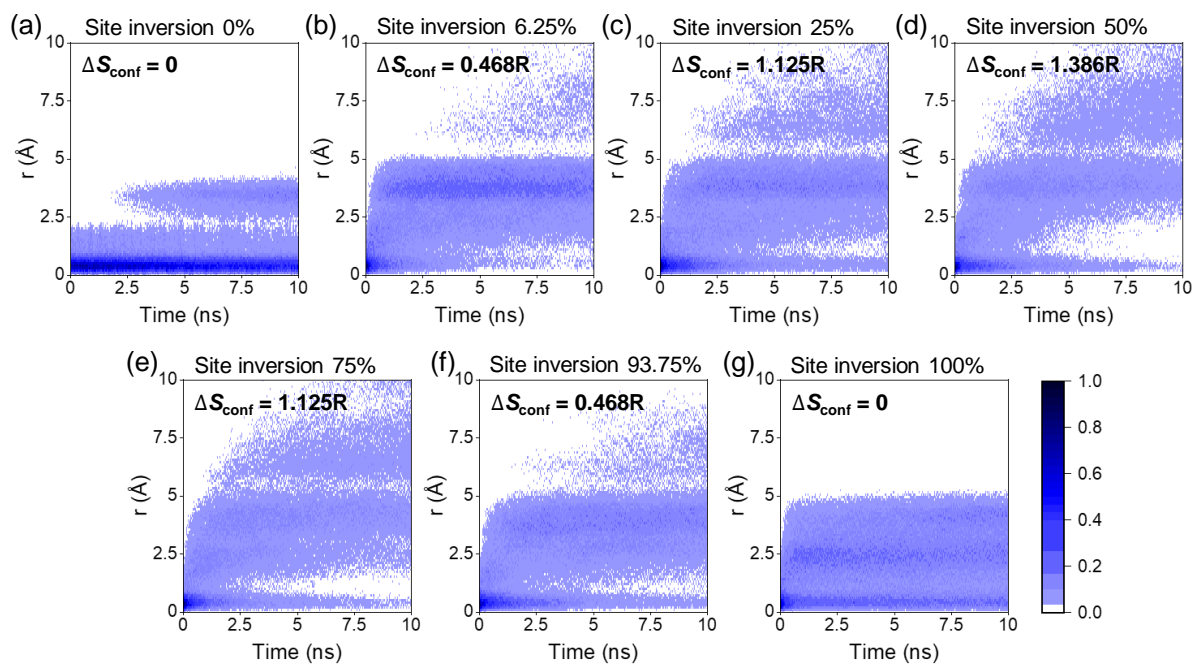 (a) Site inversion 0%
ΔS_conf = 0
r (Å)
10
7.5
5
2.5
0
0 2.5 5 7.5 10
Time (ns)
(b) Site inversion 6.25%
ΔS_conf = 0.468R
r (Å)
10
7.5
5
2.5
0
0 2.5 5 7.5 10
Time (ns)
(c) Site inversion 25%
ΔS_conf = 1.125R
r (Å)
10
7.5
5
2.5
0
0 2.5 5 7.5 10
Time (ns)
(d) Site inversion 50%
ΔS_conf = 1.386R
r (Å)
10
7.5
5
2.5
0
0 2.5 5 7.5 10
Time (ns)
(e) Site inversion 75%
ΔS_conf = 1.125R
r (Å)
10
7.5
5
2.5
0
0 2.5 5 7.5 10
Time (ns)
(f) Site inversion 93.75%
ΔS_conf = 0.468R
r (Å)
10
7.5
5
2.5
0
0 2.5 5 7.5 10
Time (ns)
(g) Site inversion 100%
ΔS_conf = 0
r (Å)
10
7.5
5
2.5
0
0 2.5 5 7.5 10
Time (ns)
1.0
0.8
0.6
0.4
0.2
0.0